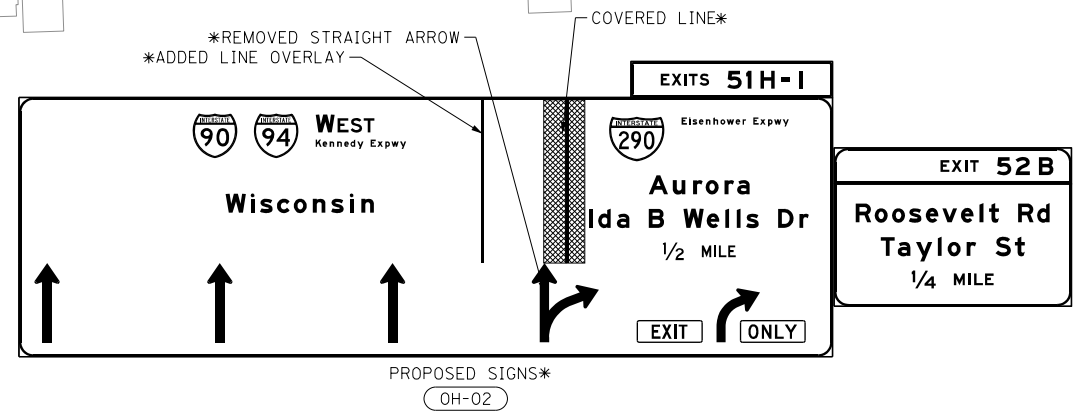 COVERED LINE*
*REMOVED STRAIGHT ARROW
*ADDED LINE OVERLAY
EXITS 51H-I
INTERSTATE 90
INTERSTATE 94
WEST
Kennedy Expwy
Wisconsin
INTERSTATE 290
Eisenhower Expwy
Aurora
Ida B Wells Dr
1/2 MILE
EXIT ONLY
EXIT 52B
Roosevelt Rd
Taylor St
1/4 MILE
PROPOSED SIGNS*
OH-02